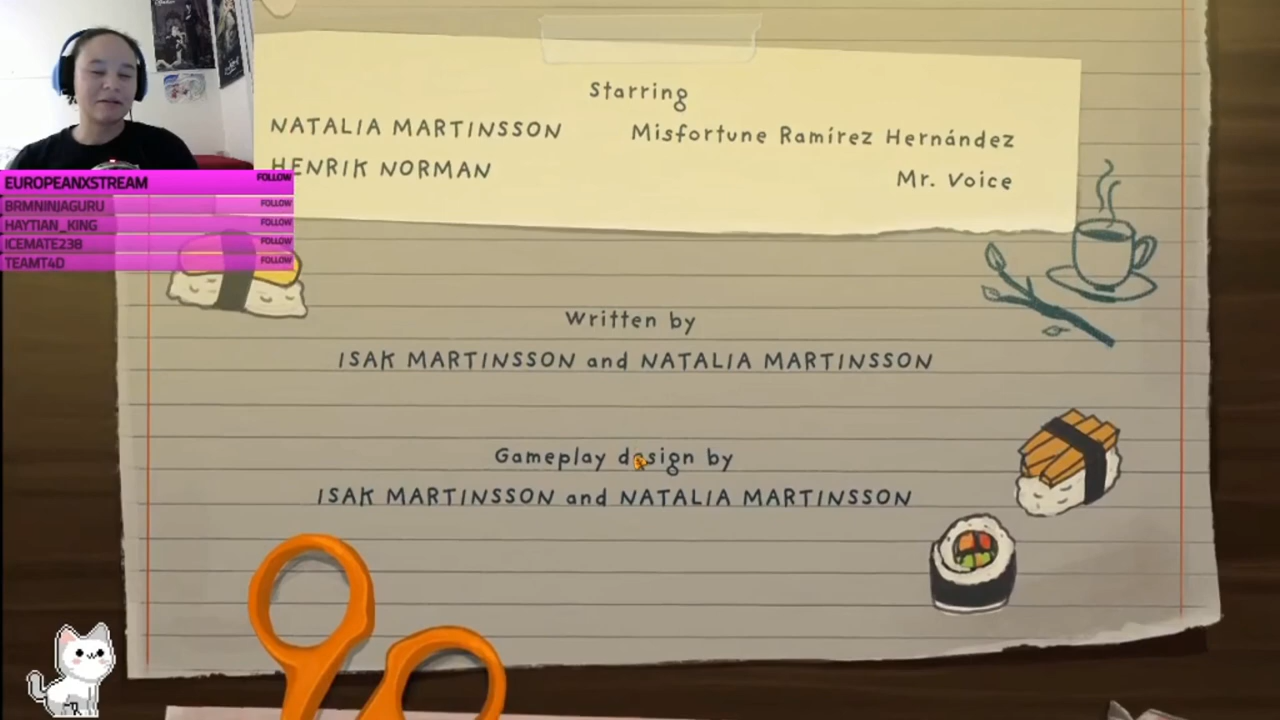 Starring
NATALIA MARTINSSON Misfortune Ramírez Hernández
HENRIK NORMAN Mr. Voice
EUROPEANXSTREAM FOLLOW
BRMNINJAGURU FOLLOW
HAYTIAN_KING FOLLOW
ICEMATE238 FOLLOW
TEAMT4D FOLLOW
Written by
ISAK MARTINSSON and NATALIA MARTINSSON
Gameplay design by
ISAK MARTINSSON and NATALIA MARTINSSON